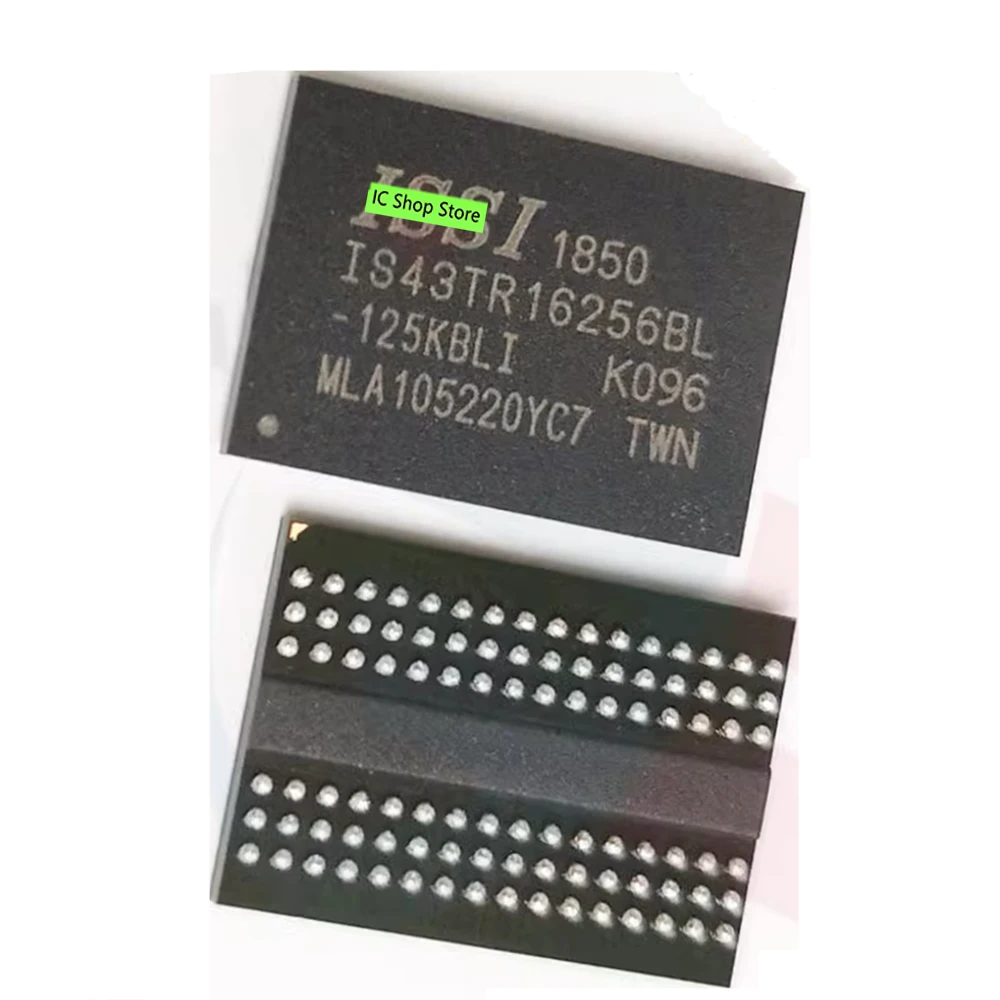 ISSI 1850
IC Shop Store
IS43TR16256BL
-125KBLI K096
MLA105220YC7 TWN